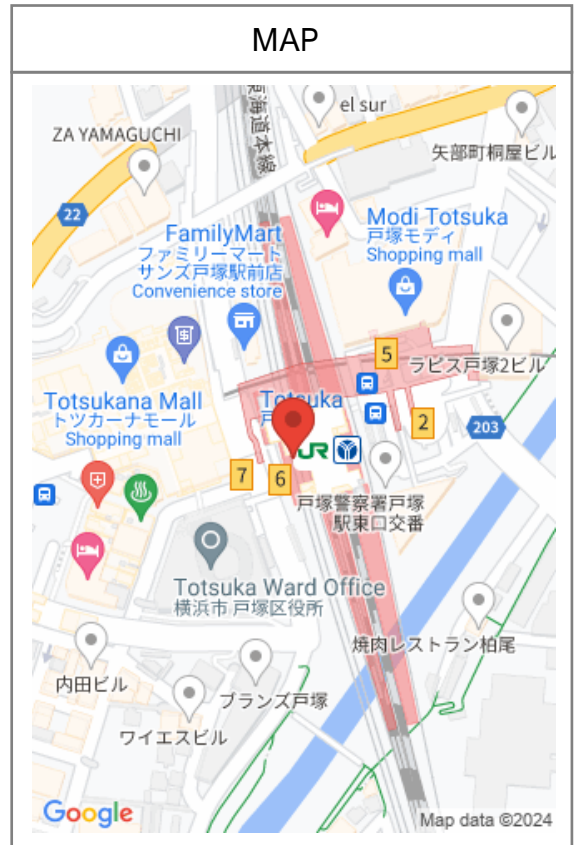 MAP
東海道本線
el sur
ZA YAMAGUCHI
矢部町桐屋ビル
22
FamilyMart
ファミリーマート
サンズ戸塚駅前店
Convenience store
Modi Totsuka
戸塚モディ
Shopping mall
5
ラピス戸塚2ビル
Totsukana Mall
トツカーナモール
Shopping mall
Totsuka
戸
2
203
JR
7
6
戸塚警察署戸塚
駅東口交番
Totsuka Ward Office
横浜市 戸塚区役所
焼肉レストラン柏尾
内田ビル
ブランズ戸塚
ワイエスビル
Google
Map data ©2024